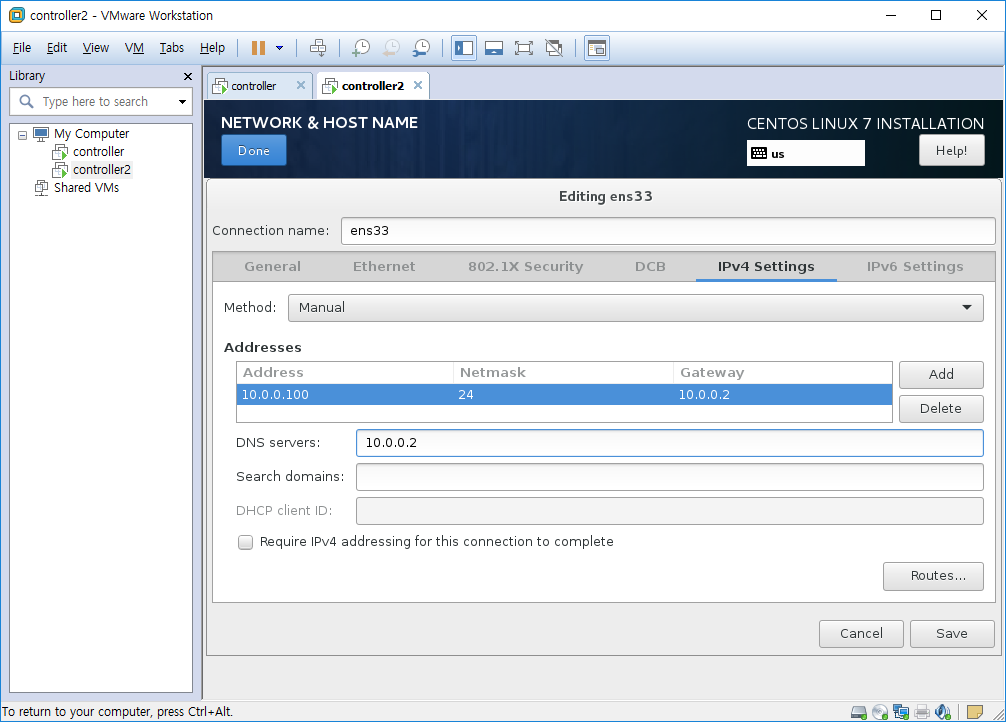 controller2 - VMware Workstation
File Edit View VM Tabs Help
Library
Type here to search
My Computer
controller
controller2
Shared VMs
controller
controller2
NETWORK & HOST NAME
Done
CENTOS LINUX 7 INSTALLATION
us
Help!
Editing ens33
Connection name: ens33
General Ethernet 802.1X Security DCB IPv4 Settings IPv6 Settings
Method: Manual
Addresses
Address Netmask Gateway
10.0.0.100 24 10.0.0.2
Add
Delete
DNS servers: 10.0.0.2
Search domains:
DHCP client ID:
Require IPv4 addressing for this connection to complete
Routes...
Cancel Save
To return to your computer, press Ctrl+Alt.